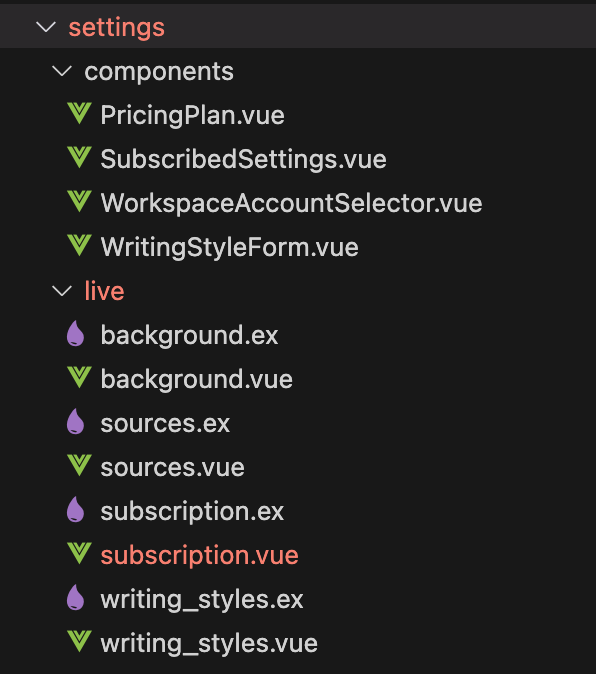 settings
components
PricingPlan.vue
SubscribedSettings.vue
WorkspaceAccountSelector.vue
WritingStyleForm.vue
live
background.ex
background.vue
sources.ex
sources.vue
subscription.ex
subscription.vue
writing_styles.ex
writing_styles.vue